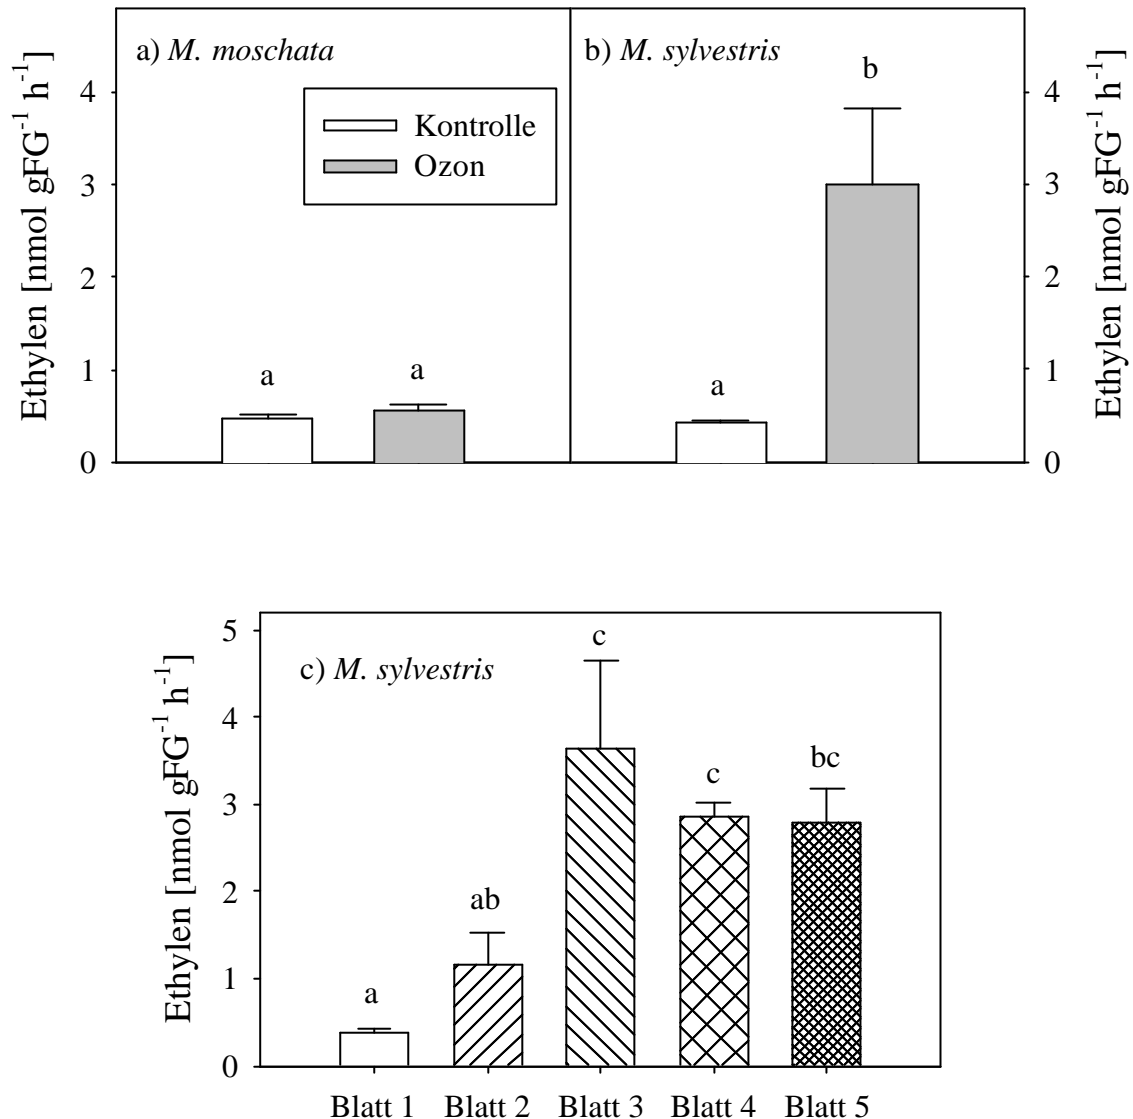 a) M. moschata
b) M. sylvestris
Kontrolle
Ozon
a
a
a
b
4
3
2
1
0
4
3
2
1
0
Ethylen [nmol gFG⁻¹ h⁻¹]
Ethylen [nmol gFG⁻¹ h⁻¹]
c) M. sylvestris
a
ab
c
c
bc
5
4
3
2
1
0
Ethylen [nmol gFG⁻¹ h⁻¹]
Blatt 1 Blatt 2 Blatt 3 Blatt 4 Blatt 5